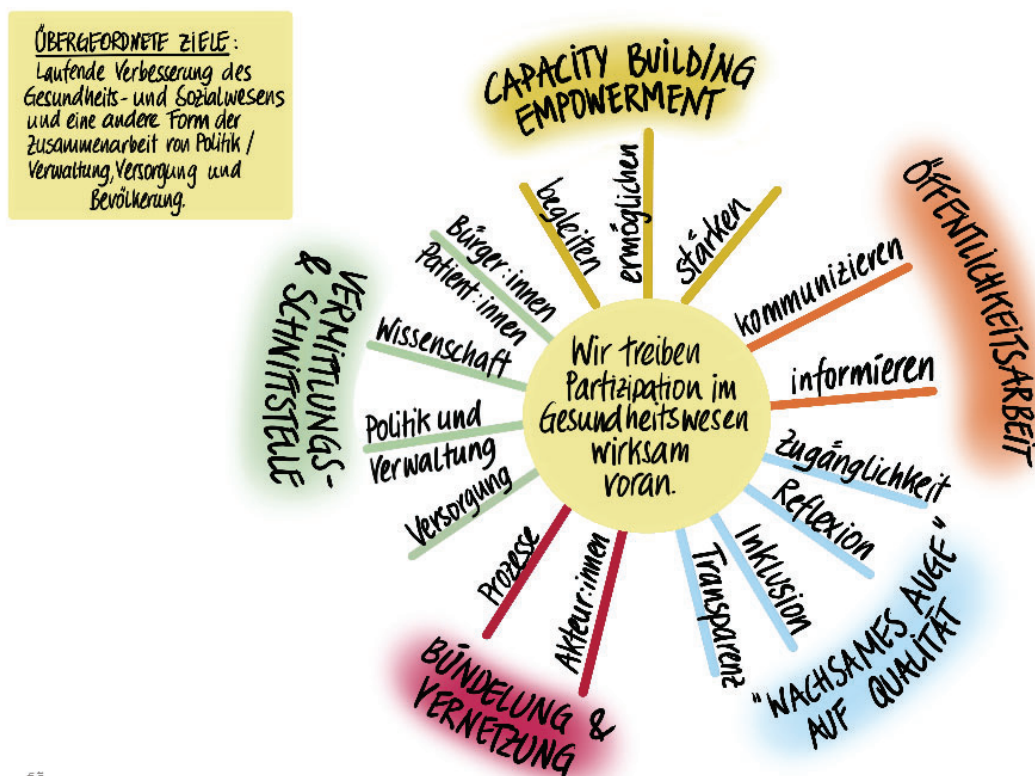 ÜBERGEORDNETE ZIELE:
Laufende Verbesserung des
Gesundheits- und Sozialwesens
und eine andere Form der
Zusammenarbeit von Politik/
Verwaltung, Versorgung und
Bevölkerung.
CAPACITY BUILDING
EMPOWERMENT
begleiten
ermöglichen
stärken
ÖFFENTLICHKEITSARBEIT
kommunizieren
informieren
"WACHSAMES AUGE"
AUF QUALITÄT
Zugänglichkeit
Reflexion
Inklusion
Transparenz
BÜNDELUNG &
VERNETZUNG
Akteur:innen
Prozesse
VERMITTLUNGS-
& SCHNITTSTELLE
Versorgung
Politik und
Verwaltung
Wissenschaft
Bürger:innen
Patient:innen
Wir treiben
Partizipation im
Gesundheitswesen
wirksam
voran.